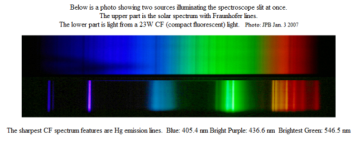 Below is a photo showing two sources illuminating the spectroscope slit at once.
The upper part is the solar spectrum with Fraunhofer lines.
The lower part is light from a 23W CF (compact fluorescent) light. Photo: JPB Jan. 3 2007
The sharpest CF spectrum features are Hg emission lines. Blue: 405.4 nm Bright Purple: 436.6 nm Brightest Green: 546.5 nm